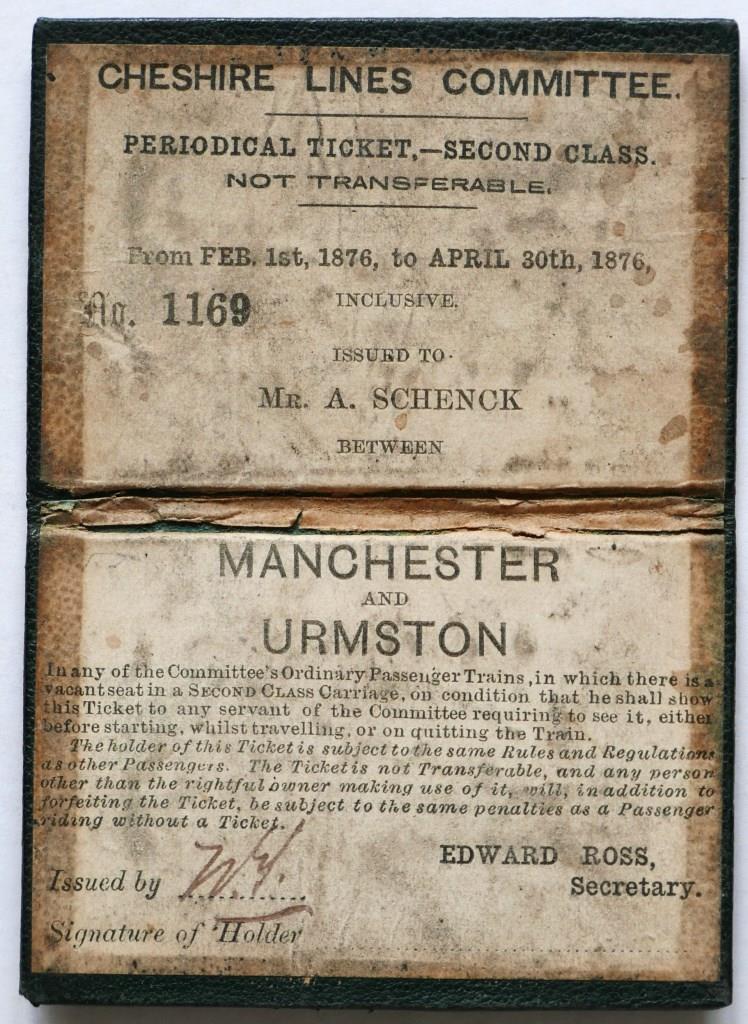 CHESHIRE LINES COMMITTEE.
PERIODICAL TICKET,—SECOND CLASS.
NOT TRANSFERABLE.
From FEB. 1st, 1876, to APRIL 30th, 1876,
No. 1169 INCLUSIVE.
ISSUED TO
MR. A. SCHENCK
BETWEEN
MANCHESTER
AND
URMSTON
In any of the Committee's Ordinary Passenger Trains, in which there is a
vacant seat in a SECOND CLASS Carriage, on condition that he shall show
this Ticket to any servant of the Committee requiring to see it, either
before starting, whilst travelling, or on quitting the Train.
The holder of this Ticket is subject to the same Rules and Regulations
as other Passengers. The Ticket is not Transferable, and any person
other than the rightful owner making use of it, will, in addition to
forfeiting the Ticket, be subject to the same penalties as a Passenger
riding without a Ticket.
EDWARD ROSS,
Issued by
Secretary.
Signature of Holder